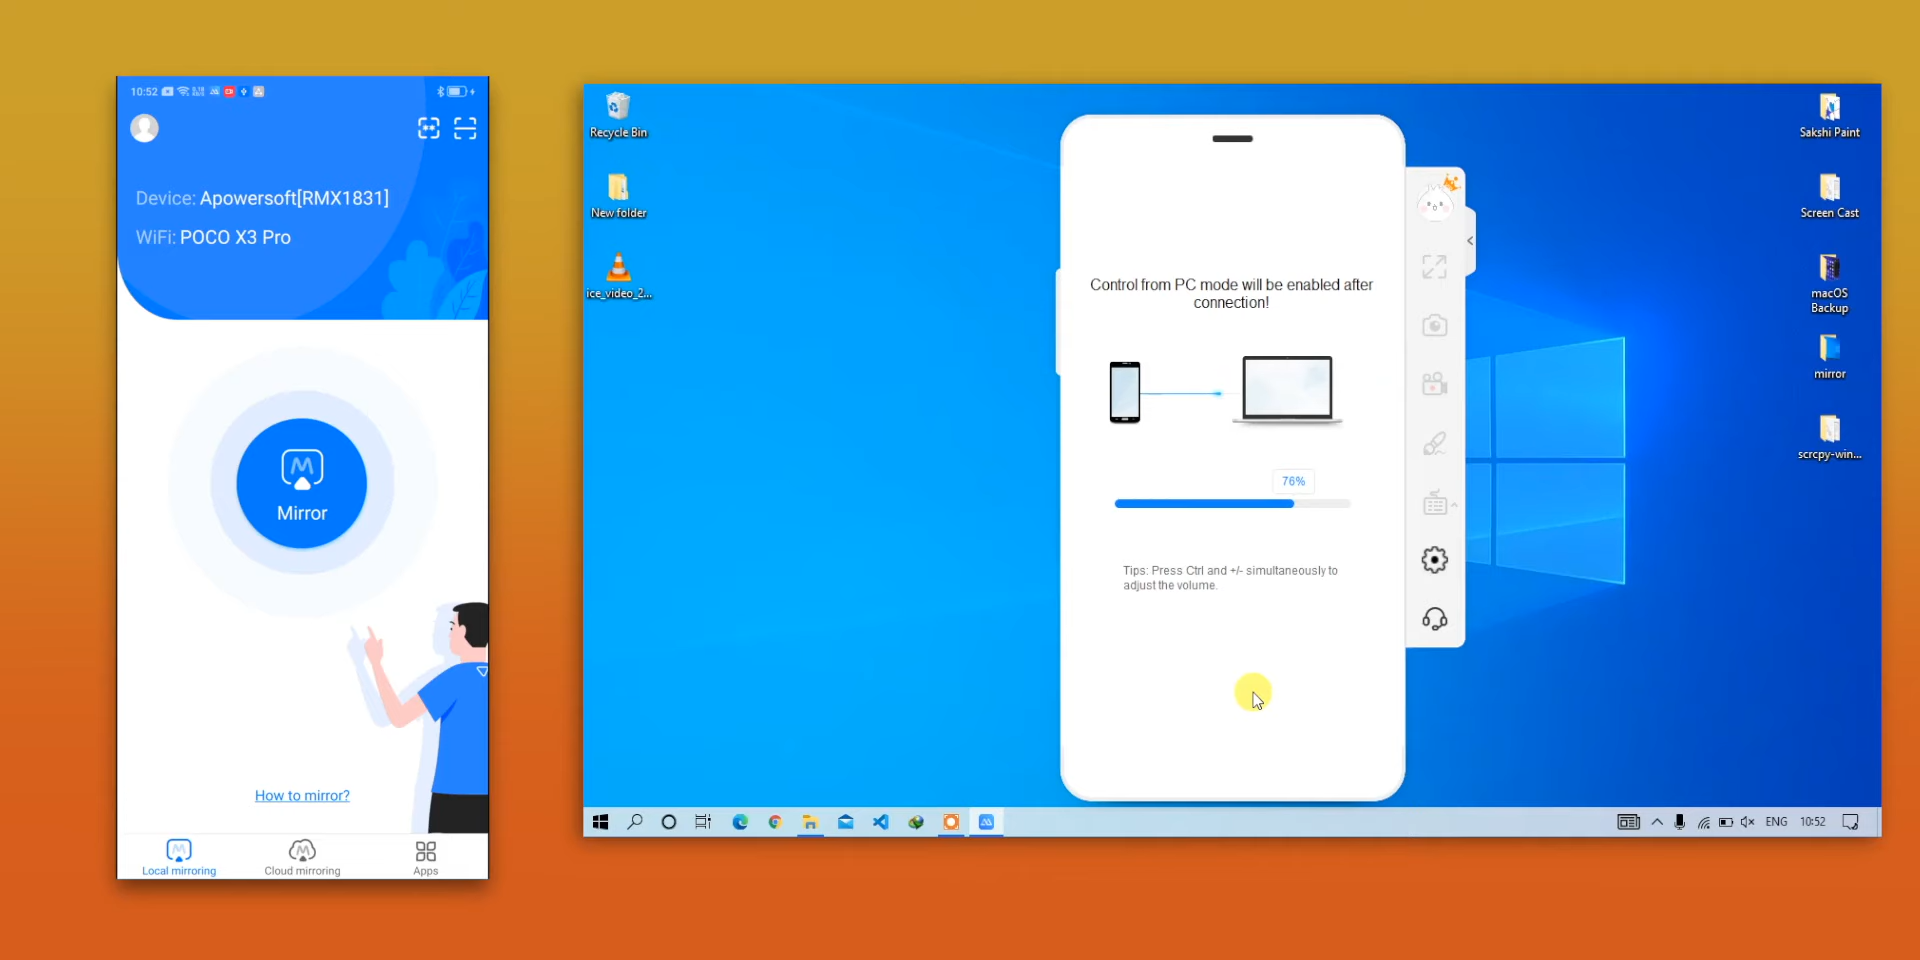 10:52
Device: Apowersoft[RMX1831]
WiFi: POCO X3 Pro
Mirror
How to mirror?
Local mirroring
Cloud mirroring
Apps
Recycle Bin
New folder
ice_video_2...
Control from PC mode will be enabled after
connection!
76%
Tips: Press Ctrl and +/- simultaneously to
adjust the volume.
Sakshi Paint
Screen Cast
macOS
Backup
mirror
scrcpy-win...
ENG
10:52